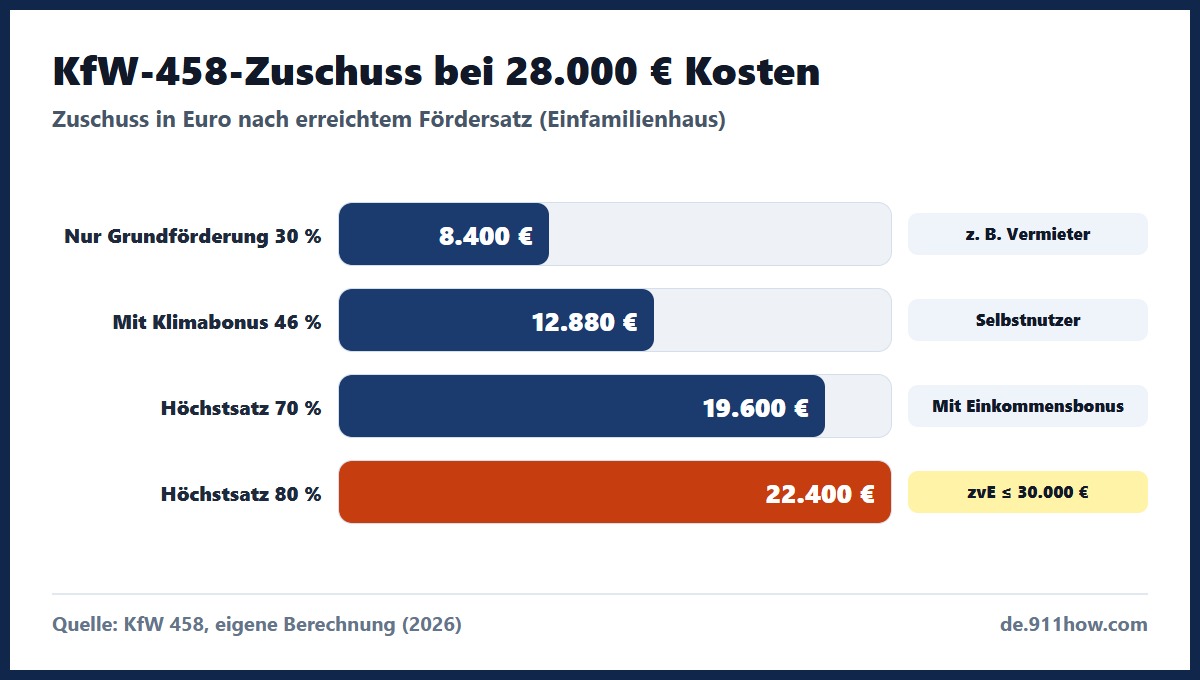 KfW-458-Zuschuss bei 28.000 € Kosten
Zuschuss in Euro nach erreichtem Fördersatz (Einfamilienhaus)
Nur Grundförderung 30 % 8.400 € z. B. Vermieter
Mit Klimabonus 46 % 12.880 € Selbstnutzer
Höchstsatz 70 % 19.600 € Mit Einkommensbonus
Höchstsatz 80 % 22.400 € zvE ≤ 30.000 €
Quelle: KfW 458, eigene Berechnung (2026) de.911how.com